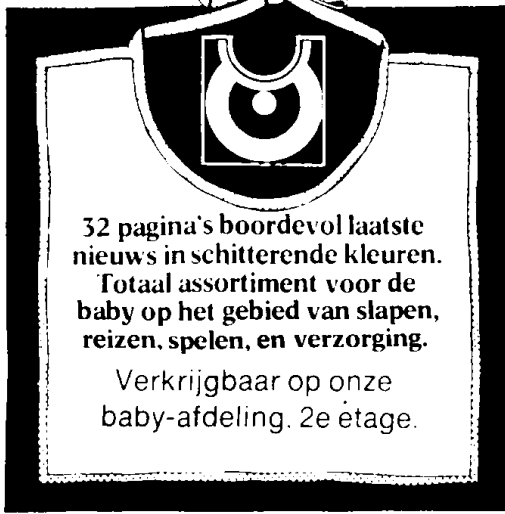 32 pagina's boordevol laatste
nieuws in schitterende kleuren.
Totaal assortiment voor de
baby op het gebied van slapen,
reizen, spelen, en verzorging.
Verkrijgbaar op onze
baby-afdeling. 2e étage.